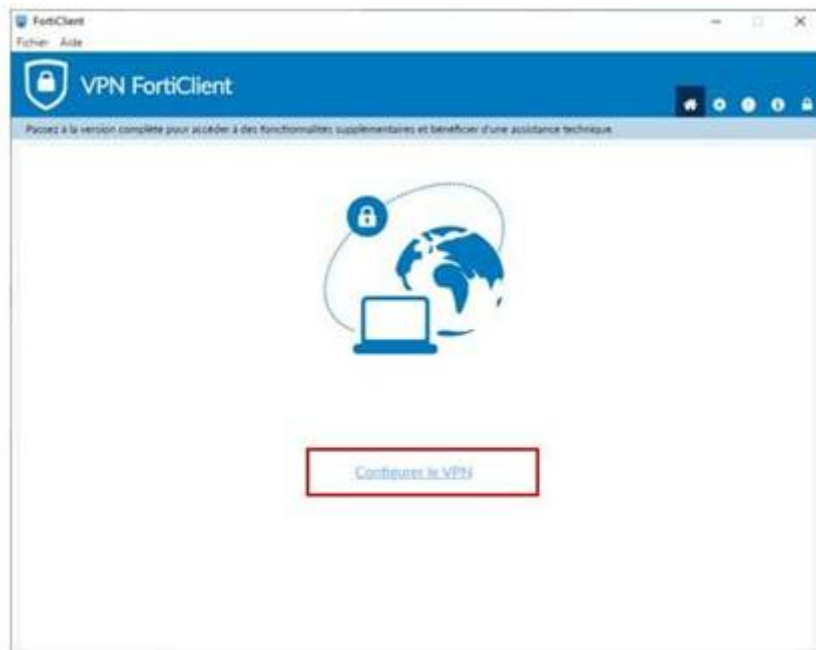 FortiClient
Fichier Aide
VPN FortiClient
Passez à la version complète pour accéder à des fonctionnalités supplémentaires et bénéficier d'une assistance technique.
Configurer le VPN